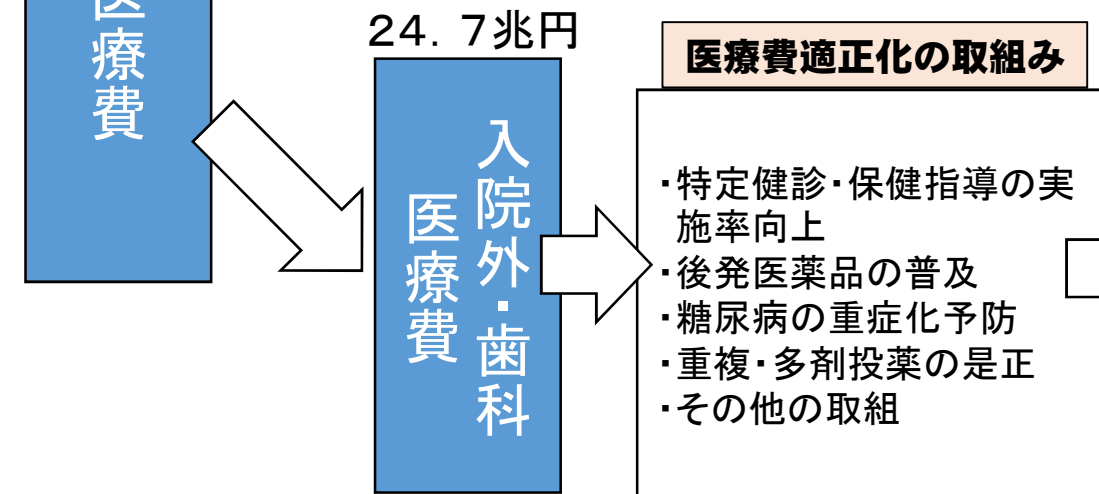 医療費
24．7兆円
入院外・歯科
医療費
医療費適正化の取組み
・特定健診・保健指導の実
施率向上
・後発医薬品の普及
・糖尿病の重症化予防
・重複・多剤投薬の是正
・その他の取組